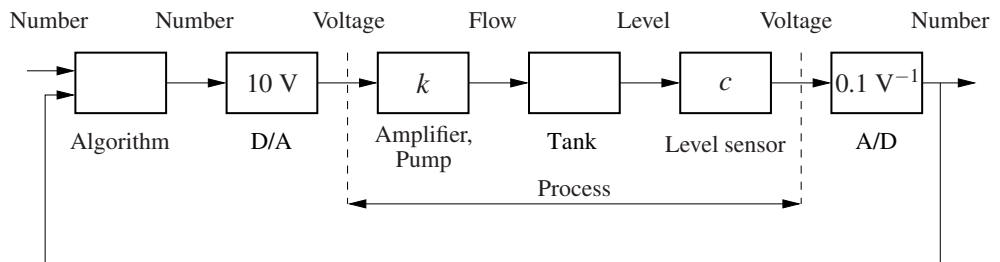 Number Number Voltage Flow Level Voltage Number
10 V k c 0.1 V⁻¹
Algorithm D/A Amplifier, Pump Tank Level sensor A/D
Process